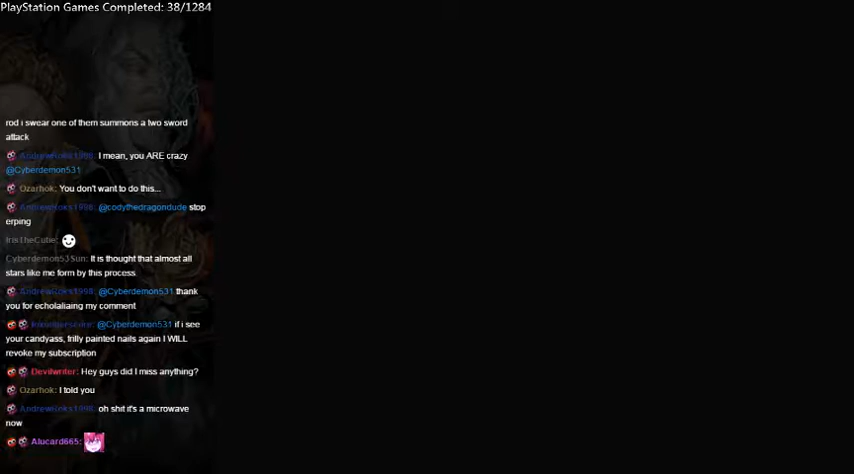 PlayStation Games Completed: 38/1284
rod i swear one of them summons a two sword
attack
I mean, you ARE crazy
@Cyberdemon531
Ozarhok: You don't want to do this...
@codythedragondude stop
erping
IrisTheCutie:
It is thought that almost all
stars like me form by this process
@Cyberdemon531 thank
you for echolaliaing my comment
@Cyberdemon531 if i see
your candyass, frilly painted nails again I WILL
revoke my subscription
Devilwriter: Hey guys did I miss anything?
Ozarhok: I told you
oh shit it's a microwave
now
Alucard665: